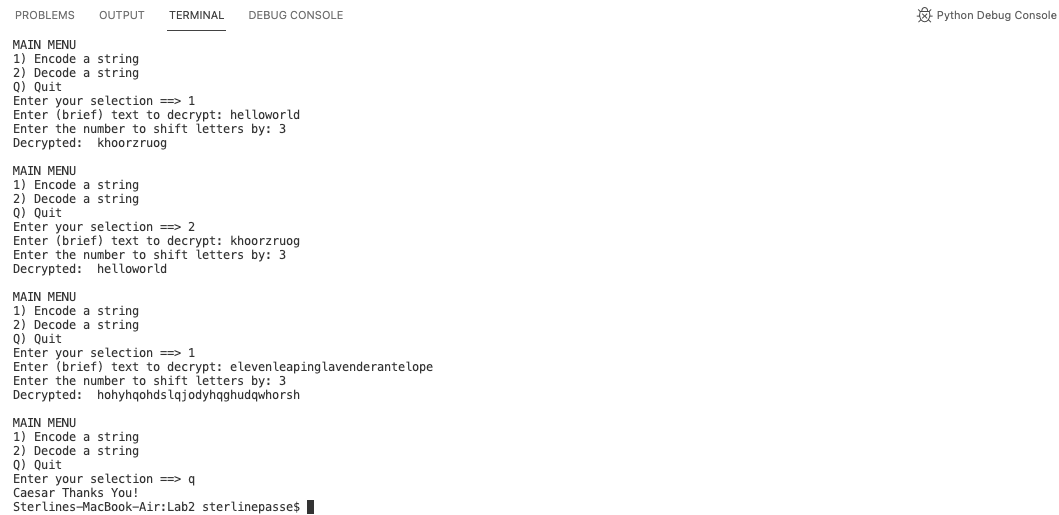 PROBLEMS OUTPUT TERMINAL DEBUG CONSOLE Python Debug Console
MAIN MENU
1) Encode a string
2) Decode a string
Q) Quit
Enter your selection ==> 1
Enter (brief) text to decrypt: helloworld
Enter the number to shift letters by: 3
Decrypted:  khoorzruog

MAIN MENU
1) Encode a string
2) Decode a string
Q) Quit
Enter your selection ==> 2
Enter (brief) text to decrypt: khoorzruog
Enter the number to shift letters by: 3
Decrypted:  helloworld

MAIN MENU
1) Encode a string
2) Decode a string
Q) Quit
Enter your selection ==> 1
Enter (brief) text to decrypt: elevenleapinglavenderantelope
Enter the number to shift letters by: 3
Decrypted:  hohyhqohdslqjodyhqghudqwhorsh

MAIN MENU
1) Encode a string
2) Decode a string
Q) Quit
Enter your selection ==> q
Caesar Thanks You!
Sterlines-MacBook-Air:Lab2 sterlinepasse$